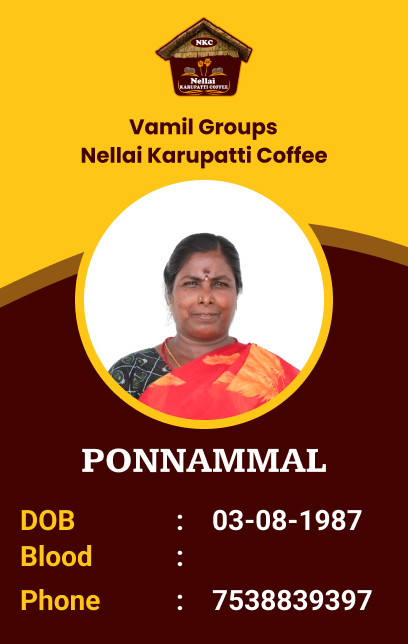 NKC
Nellai
KARUPATTI COFFEE
Vamil Groups
Nellai Karupatti Coffee
PONNAMMAL
DOB : 03-08-1987
Blood :
Phone : 7538839397